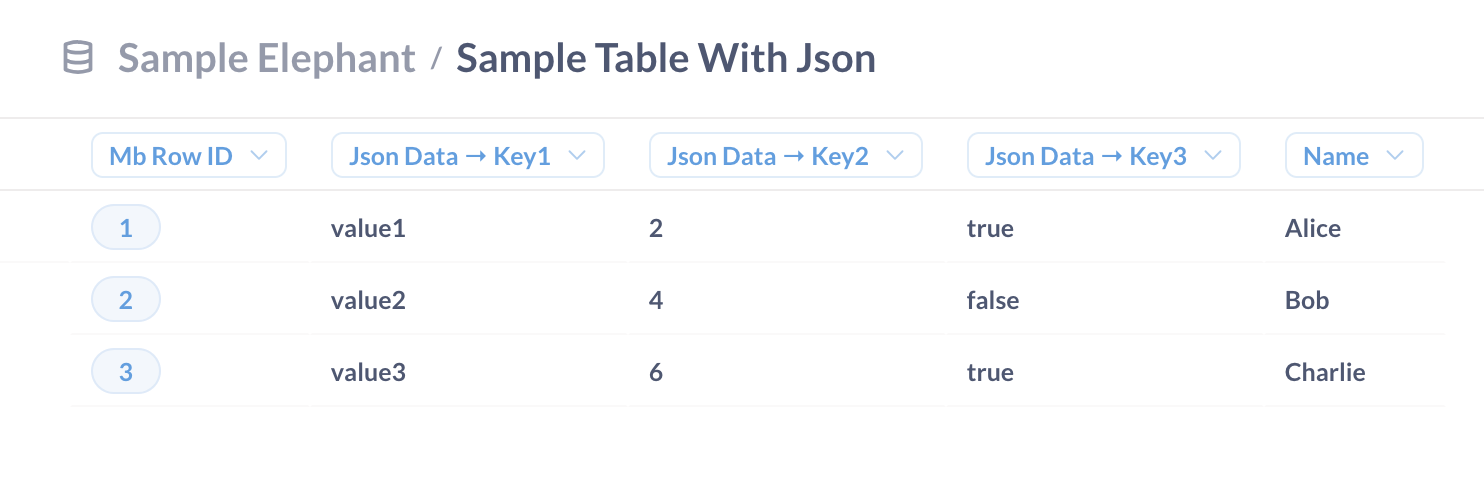 Sample Elephant / Sample Table With Json
Mb Row ID Json Data → Key1 Json Data → Key2 Json Data → Key3 Name
1 value1 2 true Alice
2 value2 4 false Bob
3 value3 6 true Charlie